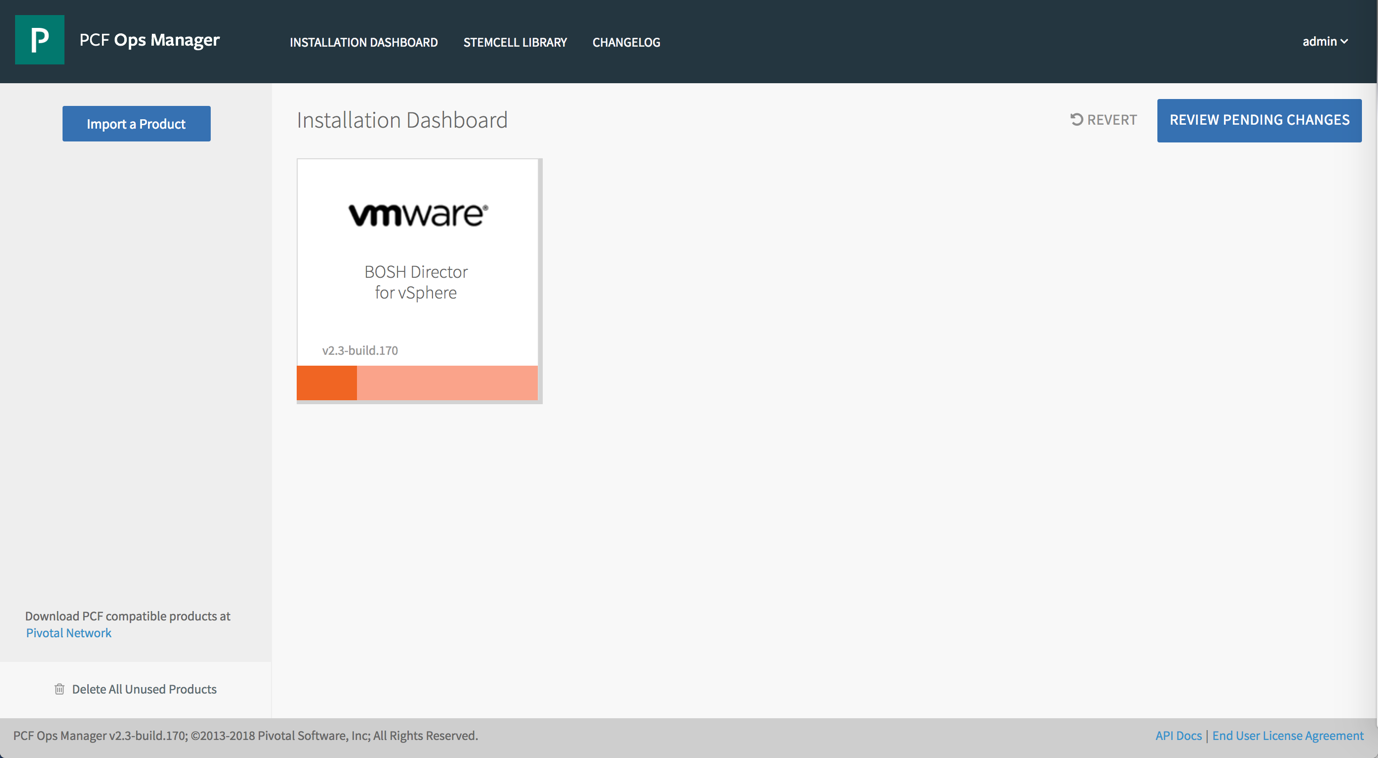 P
PCF Ops Manager
INSTALLATION DASHBOARD
STEMCELL LIBRARY
CHANGELOG
admin
Import a Product
Installation Dashboard
REVERT
REVIEW PENDING CHANGES
vmware®
BOSH Director
for vSphere
v2.3-build.170
Download PCF compatible products at
Pivotal Network
Delete All Unused Products
PCF Ops Manager v2.3-build.170; ©2013-2018 Pivotal Software, Inc; All Rights Reserved.
API Docs | End User License Agreement